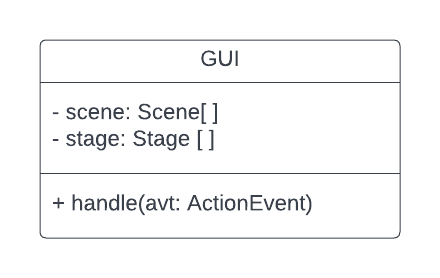 GUI
- scene: Scene[ ]
- stage: Stage [ ]
+ handle(avt: ActionEvent)